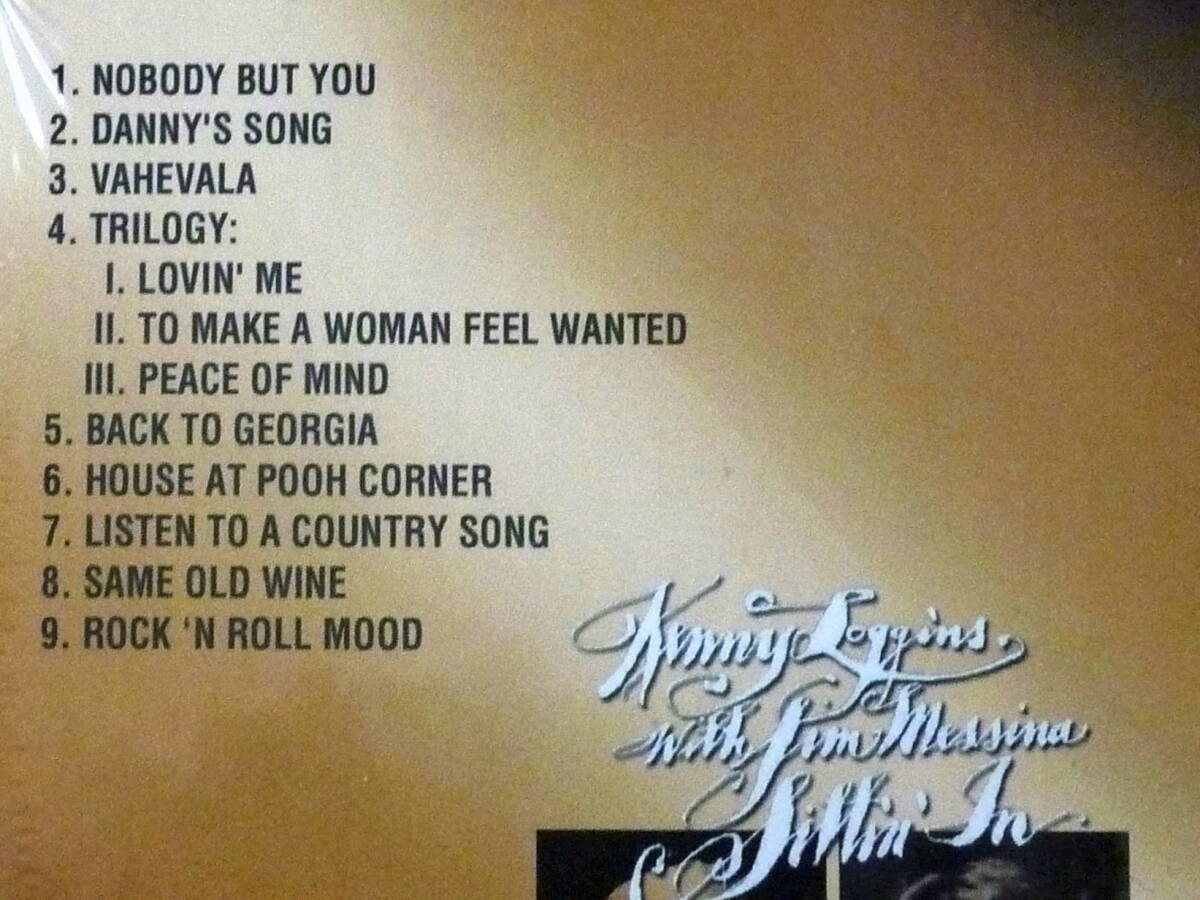 1. NOBODY BUT YOU
2. DANNY'S SONG
3. VAHEVALA
4. TRILOGY:
I. LOVIN' ME
II. TO MAKE A WOMAN FEEL WANTED
III. PEACE OF MIND
5. BACK TO GEORGIA
6. HOUSE AT POOH CORNER
7. LISTEN TO A COUNTRY SONG
8. SAME OLD WINE
9. ROCK ‘N ROLL MOOD
Kenny Loggins.
with Jim Messina
Sittin' In